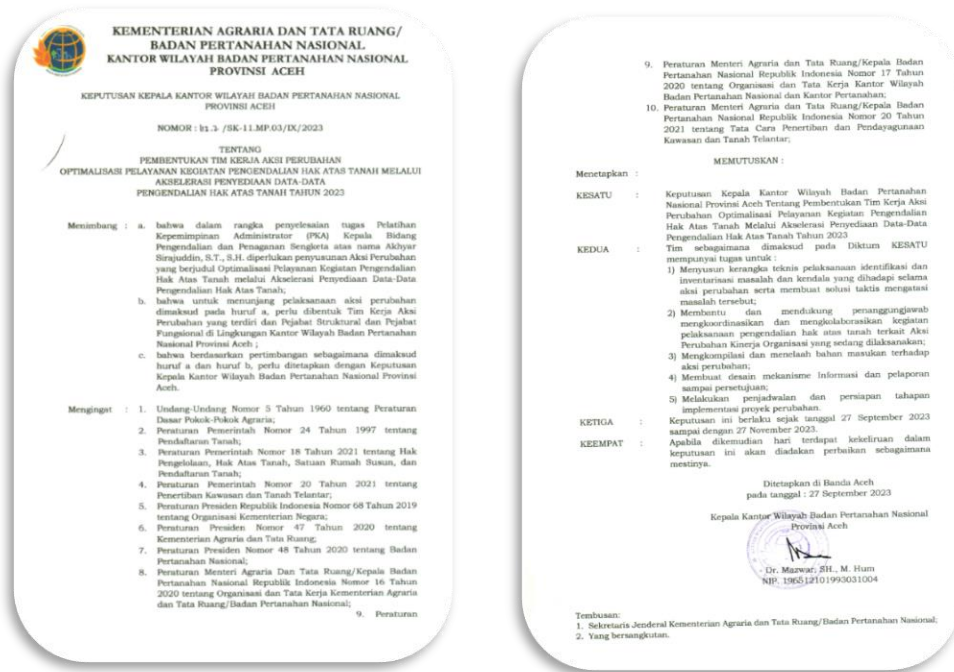 KEMENTERIAN AGRARIA DAN TATA RUANG/
BADAN PERTANAHAN NASIONAL
KANTOR WILAYAH BADAN PERTANAHAN NASIONAL
PROVINSI ACEH
KEPUTUSAN KEPALA KANTOR WILAYAH BADAN PERTANAHAN NASIONAL
PROVINSI ACEH
NOMOR : /SK-11.MP.03/IX/2023
TENTANG
PEMBENTUKAN TIM KERJA AKSI PERUBAHAN
OPTIMALISASI PELAYANAN KEGIATAN PENGENDALIAN HAK ATAS TANAH MELALUI
AKSELERASI PENYEDIAAN DATA-DATA
PENGENDALIAN HAK ATAS TANAH TAHUN 2023
Menimbang : a. bahwa dalam rangka penyelesaian tugas Pelatihan
Kepemimpinan Administrator (PKA) Kepala Bidang
Pengendalian dan Penaganan Sengketa atas nama Akhyar
Sirajuddin, S.T., S.H. diperlukan penyusunan Aksi Perubahan
yang berjudul Optimalisasi Pelayanan Kegiatan Pengendalian
Hak Atas Tanah melalui Akselerasi Penyediaan Data-Data
Pengendalian Hak Atas Tanah;
b. bahwa untuk menunjang pelaksanaan aksi perubahan
dimaksud pada huruf a, perlu dibentuk Tim Kerja Aksi
Perubahan yang terdiri dan Pejabat Struktural dan Pejabat
Fungsional di Lingkungan Kantor Wilayah Badan Pertanahan
Nasional Provinsi Aceh ;
c. bahwa berdasarkan pertimbangan sebagaimana dimaksud
huruf a dan huruf b, perlu ditetapkan dengan Keputusan
Kepala Kantor Wilayah Badan Pertanahan Nasional Provinsi
Aceh.
Mengingat : 1. Undang-Undang Nomor 5 Tahun 1960 tentang Peraturan
Dasar Pokok-Pokok Agraria;
2. Peraturan Pemerintah Nomor 24 Tahun 1997 tentang
Pendaftaran Tanah;
3. Peraturan Pemerintah Nomor 18 Tahun 2021 tentang Hak
Pengelolaan, Hak Atas Tanah, Satuan Rumah Susun, dan
Pendaftaran Tanah;
4. Peraturan Pemerintah Nomor 20 Tahun 2021 tentang
Penertiban Kawasan dan Tanah Telantar;
5. Peraturan Presiden Republik Indonesia Nomor 68 Tahun 2019
tentang Organisasi Kementerian Negara;
6. Peraturan Presiden Nomor 47 Tahun 2020 tentang
Kementerian Agraria dan Tata Ruang;
7. Peraturan Presiden Nomor 48 Tahun 2020 tentang Badan
Pertanahan Nasional;
8. Peraturan Menteri Agraria Dan Tata Ruang/Kepala Badan
Pertanahan Nasional Republik Indonesia Nomor 16 Tahun
2020 tentang Organisasi dan Tata Kerja Kementerian Agraria
dan Tata Ruang/Badan Pertanahan Nasional;
9. Peraturan
9. Peraturan Menteri Agraria dan Tata Ruang/Kepala Badan
Pertanahan Nasional Republik Indonesia Nomor 17 Tahun
2020 tentang Organisasi dan Tata Kerja Kantor Wilayah
Badan Pertanahan Nasional dan Kantor Pertanahan;
10. Peraturan Menteri Agraria dan Tata Ruang/Kepala Badan
Pertanahan Nasional Republik Indonesia Nomor 20 Tahun
2021 tentang Tata Cara Penertiban dan Pendayagunaan
Kawasan dan Tanah Telantar;
MEMUTUSKAN :
Menetapkan :
KESATU : Keputusan Kepala Kantor Wilayah Badan Pertanahan
Nasional Provinsi Aceh Tentang Pembentukan Tim Kerja Aksi
Perubahan Optimalisasi Pelayanan Kegiatan Pengendalian
Hak Atas Tanah Melalui Akselerasi Penyediaan Data-Data
Pengendalian Hak Atas Tanah Tahun 2023
KEDUA : Tim sebagaimana dimaksud pada Diktum KESATU
mempunyai tugas untuk :
1) Menyusun kerangka teknis pelaksanaan identifikasi dan
inventarisasi masalah dan kendala yang dihadapi selama
aksi perubahan serta membuat solusi taktis mengatasi
masalah tersebut;
2) Membantu dan mendukung penanggungjawab
mengkoordinasikan dan mengkolaborasikan kegiatan
pelaksanaan pengendalian hak atas tanah terkait Aksi
Perubahan Kinerja Organisasi yang sedang dilaksanakan;
3) Mengkompilasi dan menelaah bahan masukan terhadap
aksi perubahan;
4) Membuat desain mekanisme Informasi dan pelaporan
sampai persetujuan;
5) Melakukan penjadwalan dan persiapan tahapan
implementasi proyek perubahan.
KETIGA : Keputusan ini berlaku sejak tanggal 27 September 2023
sampai dengan 27 November 2023.
KEEMPAT : Apabila dikemudian hari terdapat kekeliruan dalam
keputusan ini akan diadakan perbaikan sebagaimana
mestinya.
Ditetapkan di Banda Aceh
pada tanggal : 27 September 2023
Kepala Kantor Wilayah Badan Pertanahan Nasional
Provinsi Aceh
Dr. Mazwar, SH., M. Hum
NIP. 196512101993031004
Tembusan:
1. Sekretaris Jenderal Kementerian Agraria dan Tata Ruang/Badan Pertanahan Nasional;
2. Yang bersangkutan.